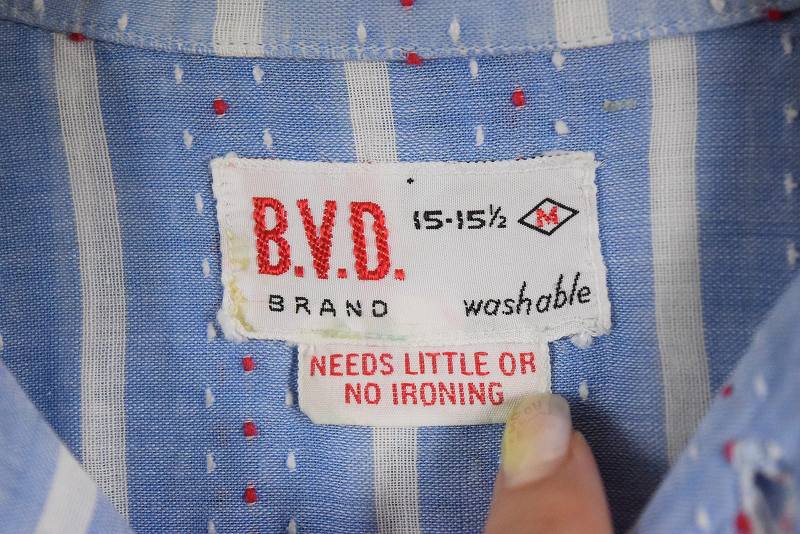 B.V.D. 15-15½ M
BRAND washable
NEEDS LITTLE OR
NO IRONING